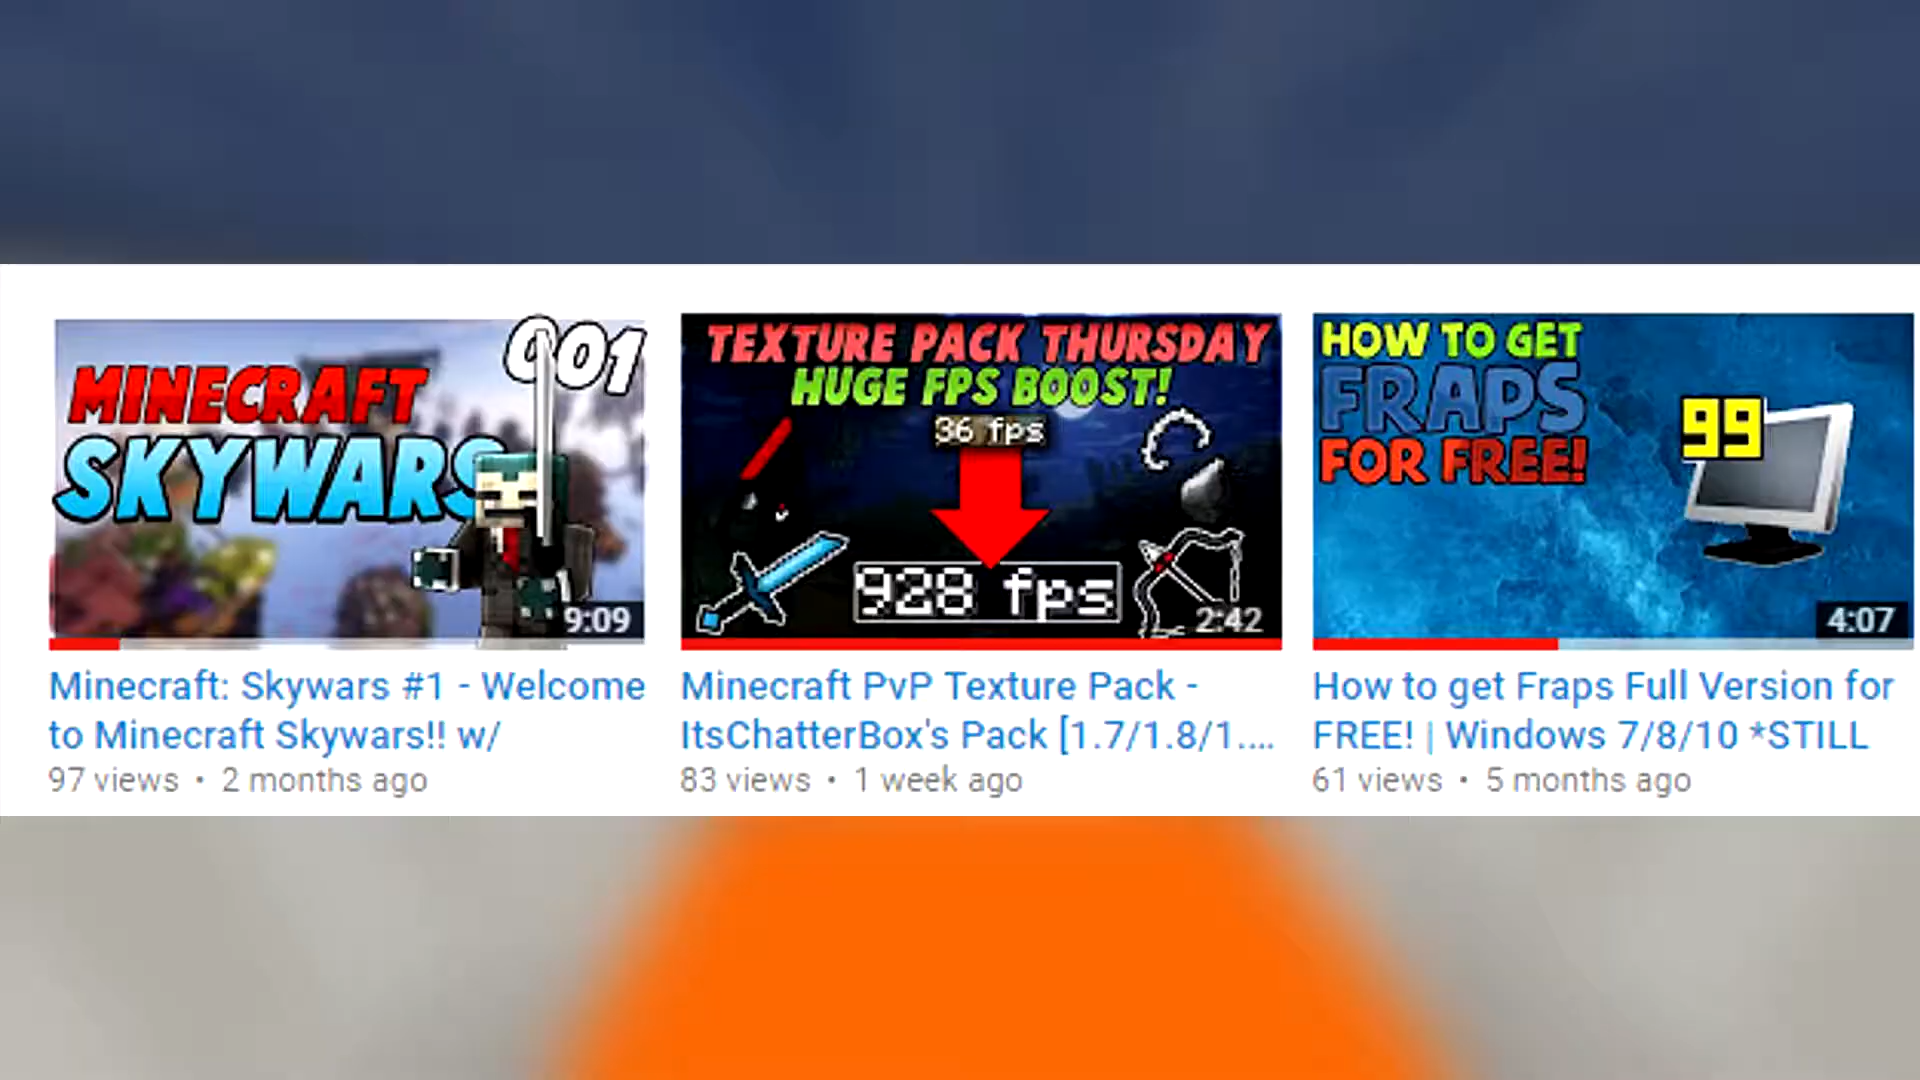 MINECRAFT
SKYWARS
001
9:09
Minecraft: Skywars #1 - Welcome
to Minecraft Skywars!! w/
97 views • 2 months ago
TEXTURE PACK THURSDAY
HUGE FPS BOOST!
36 fps
928 fps
2:42
Minecraft PvP Texture Pack -
ItsChatterBox's Pack [1.7/1.8/1....
83 views • 1 week ago
HOW TO GET
FRAPS
FOR FREE!
99
4:07
How to get Fraps Full Version for
FREE! | Windows 7/8/10 *STILL
61 views • 5 months ago